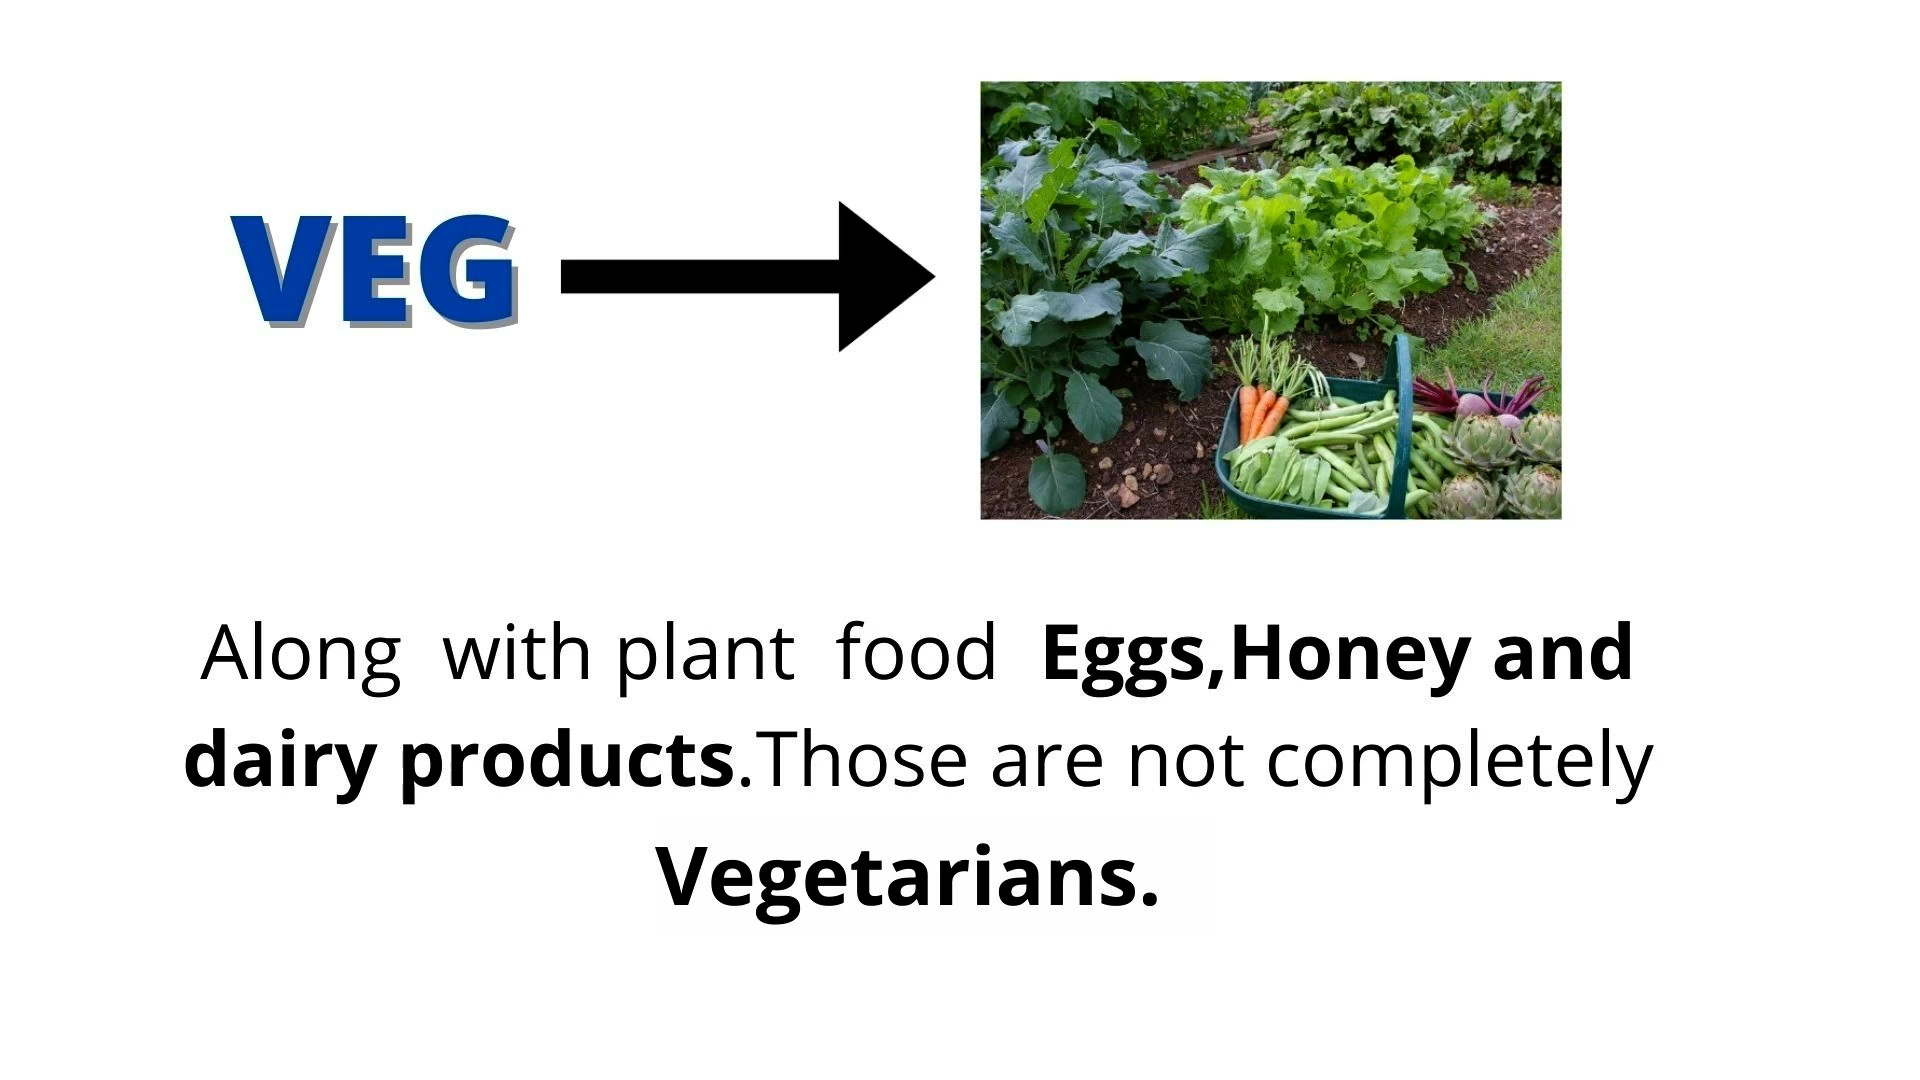 VEG
Along with plant food Eggs,Honey and
dairy products.Those are not completely
Vegetarians.